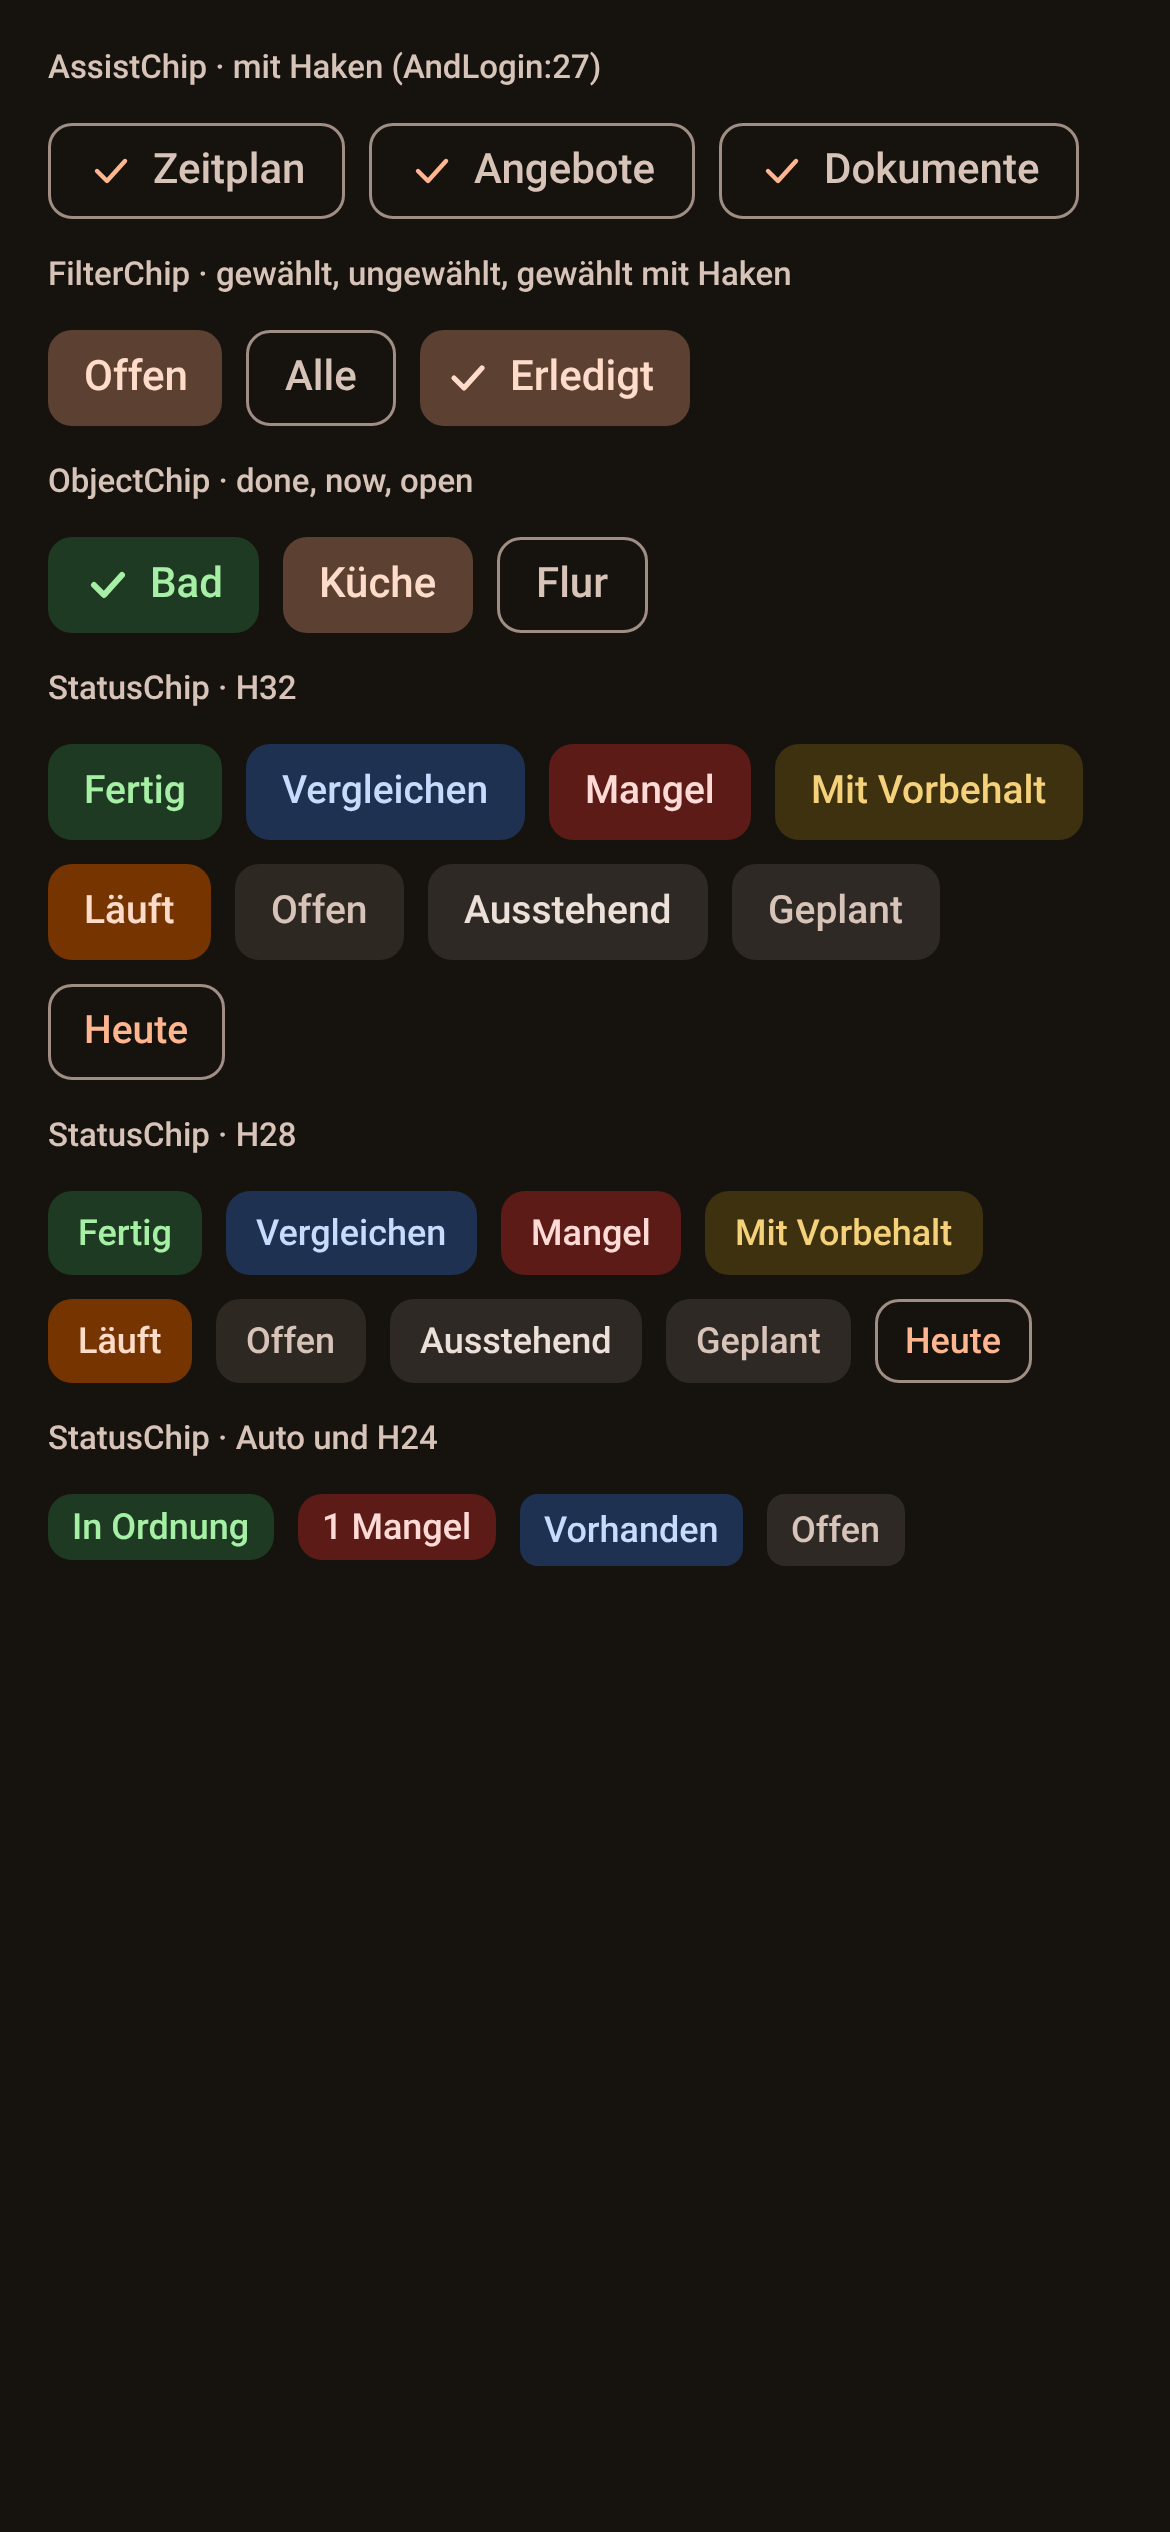 AssistChip · mit Haken (AndLogin:27)
Zeitplan Angebote Dokumente
FilterChip · gewählt, ungewählt, gewählt mit Haken
Offen Alle Erledigt
ObjectChip · done, now, open
Bad Küche Flur
StatusChip · H32
Fertig Vergleichen Mangel Mit Vorbehalt
Läuft Offen Ausstehend Geplant
Heute
StatusChip · H28
Fertig Vergleichen Mangel Mit Vorbehalt
Läuft Offen Ausstehend Geplant Heute
StatusChip · Auto und H24
In Ordnung 1 Mangel Vorhanden Offen